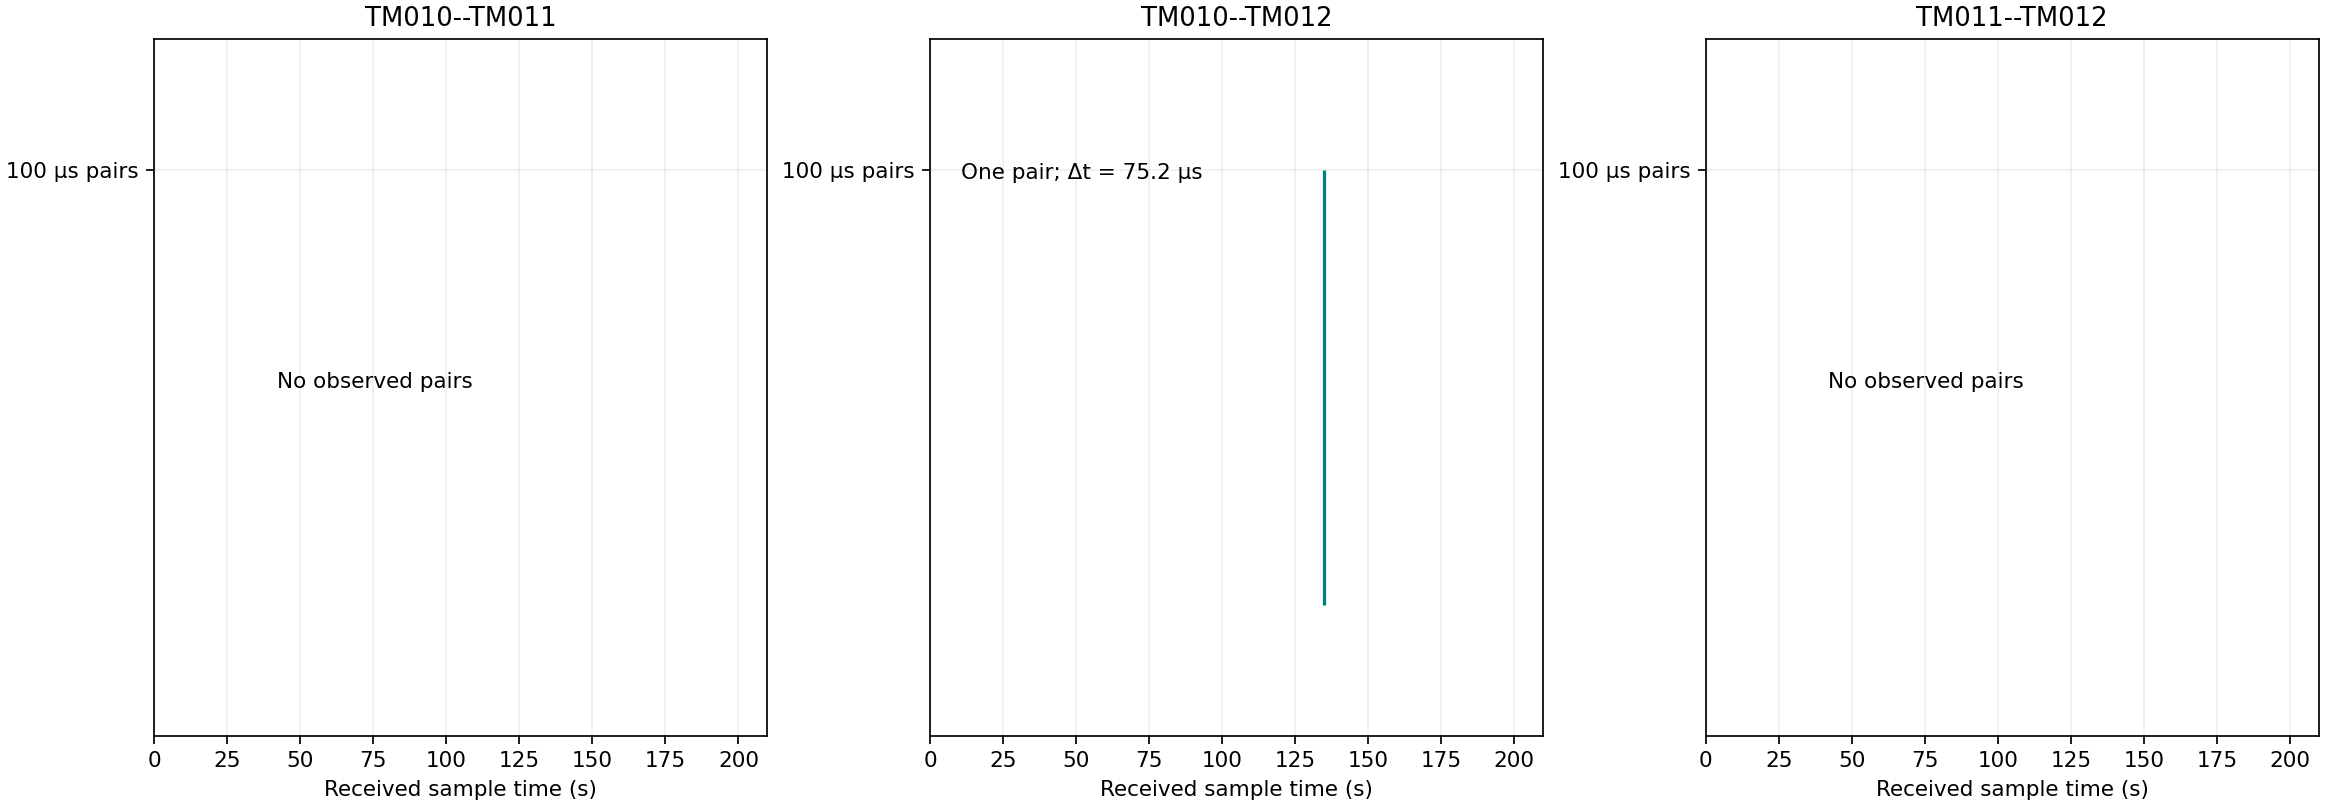 TM010--TM011
100 µs pairs
No observed pairs
0 25 50 75 100 125 150 175 200
Received sample time (s)
TM010--TM012
100 µs pairs
One pair; Δt = 75.2 µs
0 25 50 75 100 125 150 175 200
Received sample time (s)
TM011--TM012
100 µs pairs
No observed pairs
0 25 50 75 100 125 150 175 200
Received sample time (s)